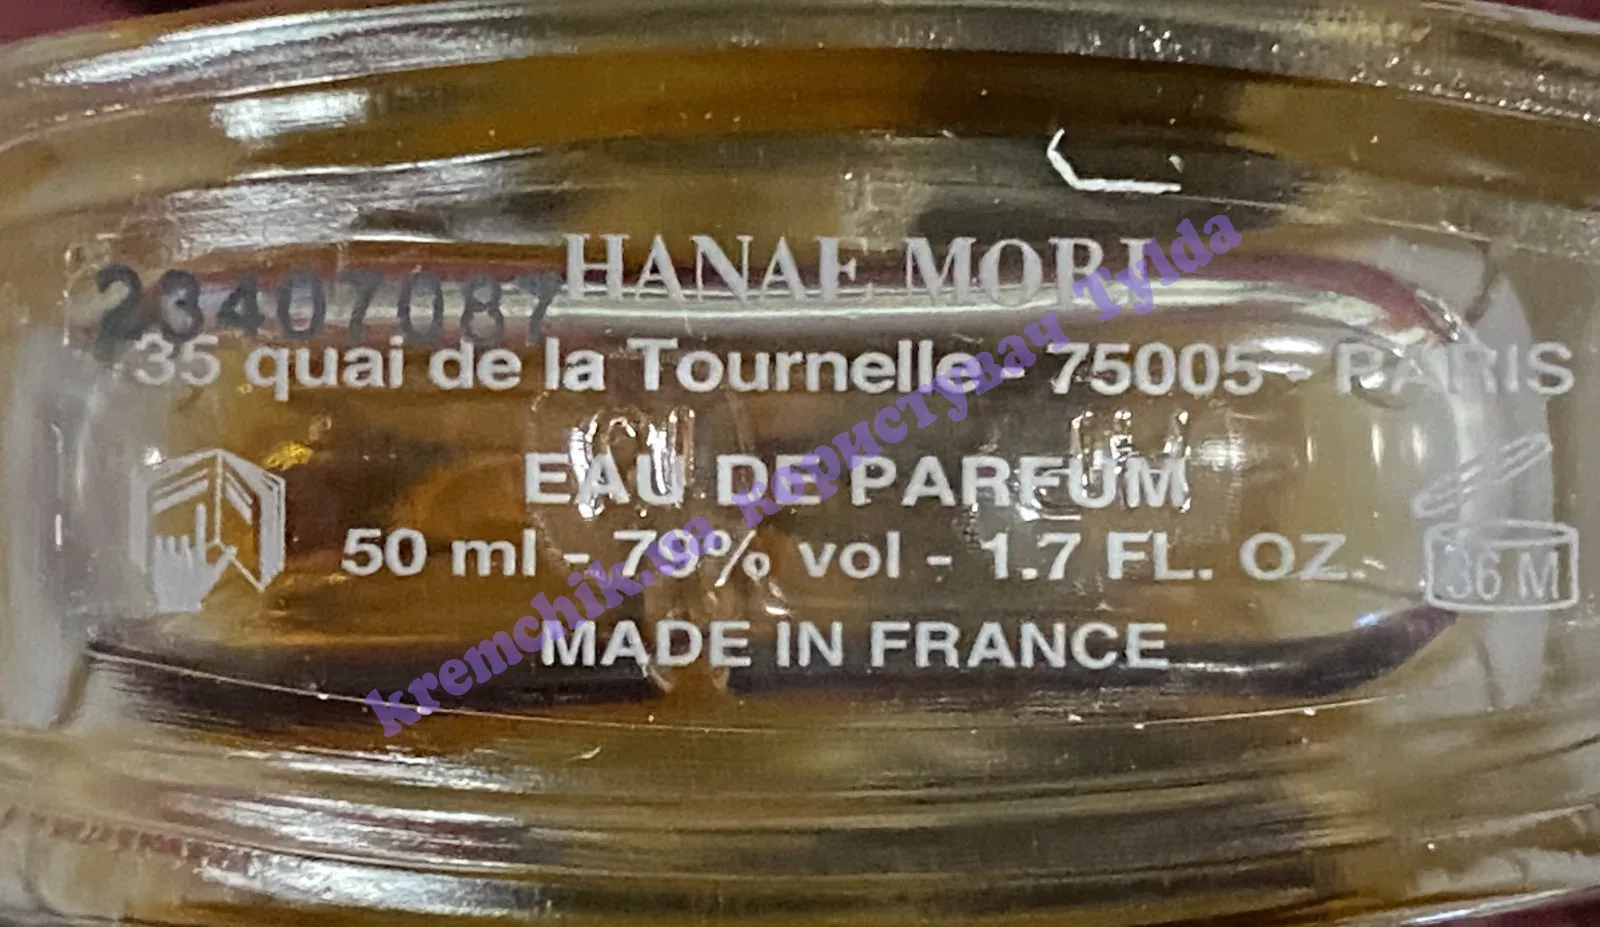 HANAE MORI
23407087
35 quai de la Tournelle - 75005 - PARIS
EAU DE PARFUM
50 ml - 79% vol - 1.7 FL. OZ.
36 M
MADE IN FRANCE
kremchik.ua користувач Tylda